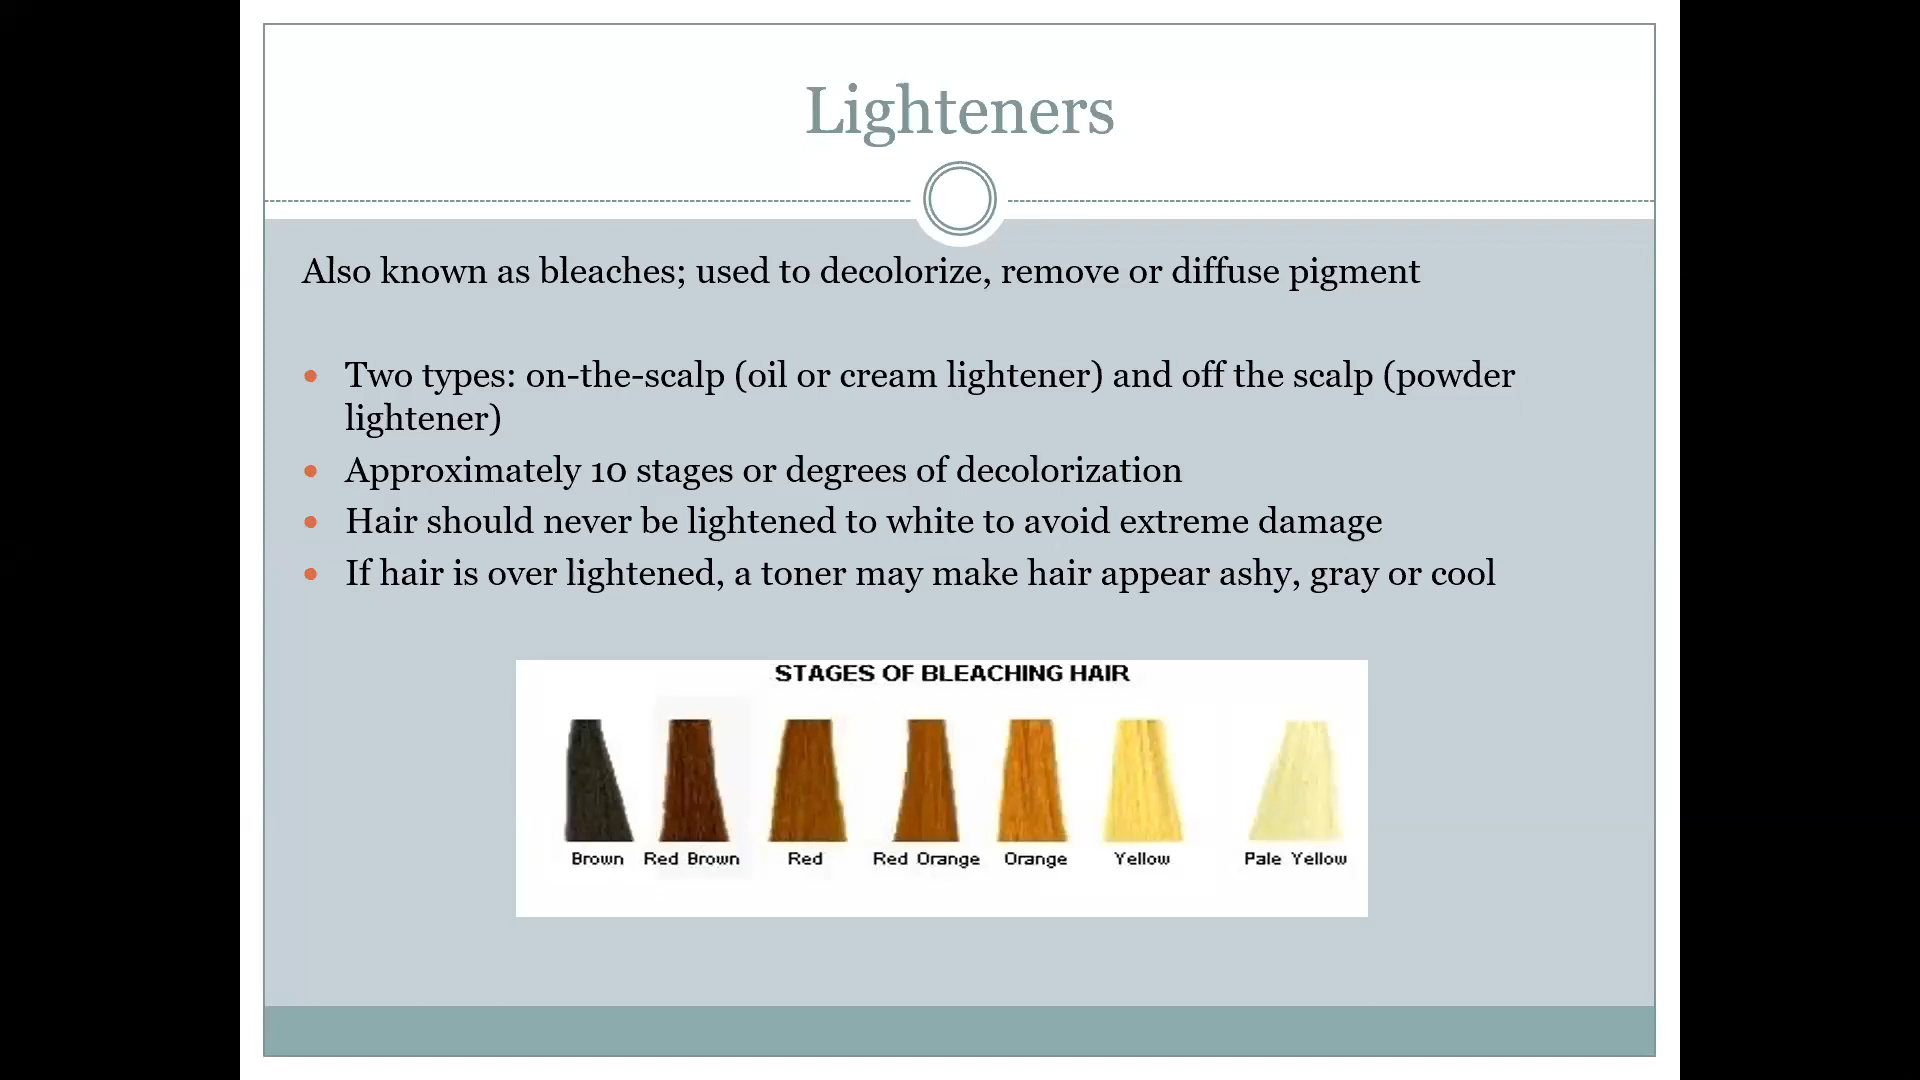 Lighteners
Also known as bleaches; used to decolorize, remove or diffuse pigment
Two types: on-the-scalp (oil or cream lightener) and off the scalp (powder
lightener)
Approximately 10 stages or degrees of decolorization
Hair should never be lightened to white to avoid extreme damage
If hair is over lightened, a toner may make hair appear ashy, gray or cool
STAGES OF BLEACHING HAIR
Brown Red Brown Red Red Orange Orange Yellow Pale Yellow